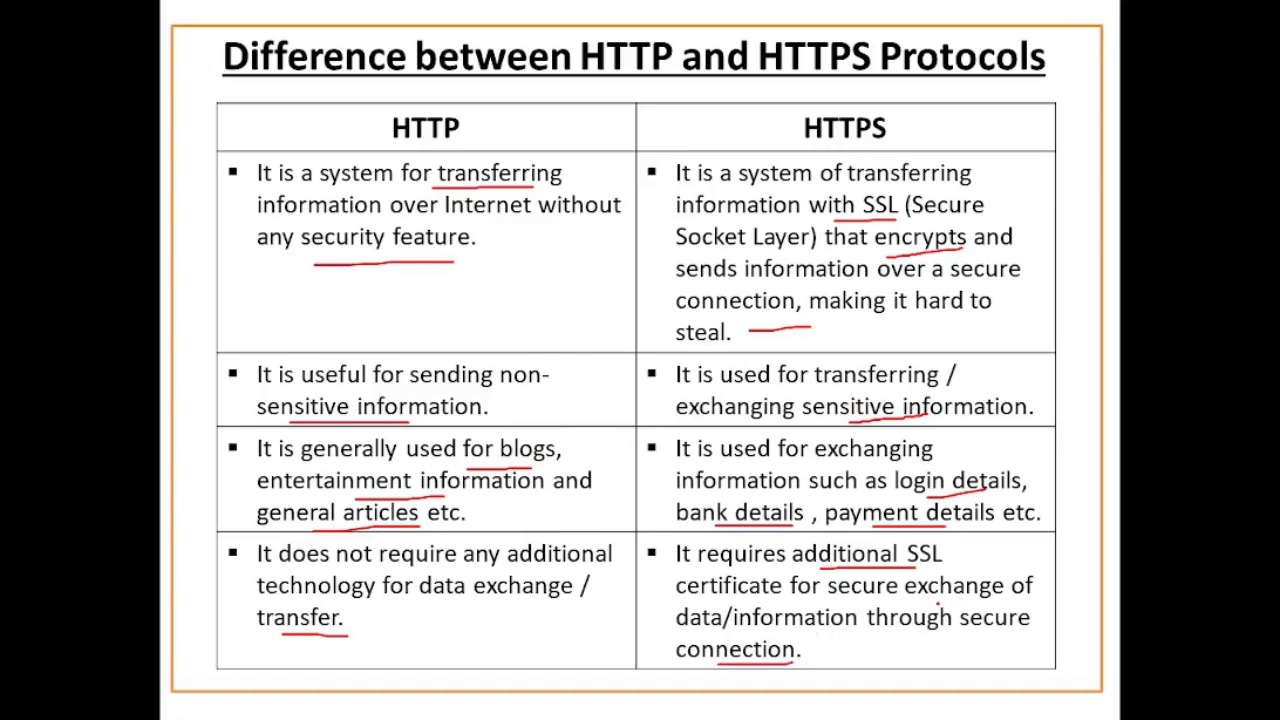 Difference between HTTP and HTTPS Protocols
HTTP
HTTPS
▪ It is a system for transferring
information over Internet without
any security feature.
▪ It is a system of transferring
information with SSL (Secure
Socket Layer) that encrypts and
sends information over a secure
connection, making it hard to
steal.
▪ It is useful for sending non-
sensitive information.
▪ It is used for transferring /
exchanging sensitive information.
▪ It is generally used for blogs,
entertainment information and
general articles etc.
▪ It is used for exchanging
information such as login details,
bank details , payment details etc.
▪ It does not require any additional
technology for data exchange /
transfer.
▪ It requires additional SSL
certificate for secure exchange of
data/information through secure
connection.